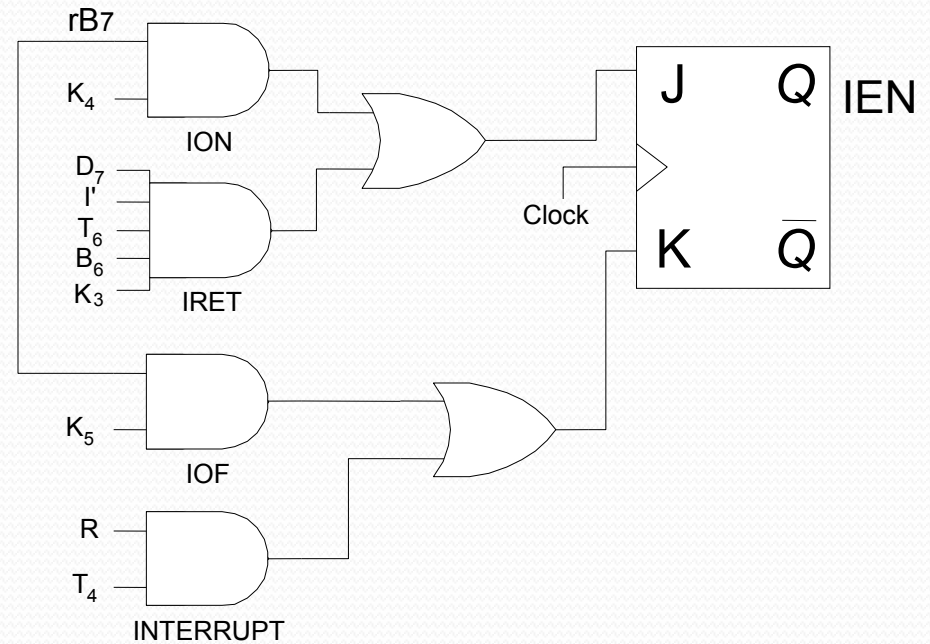 rB7
K4
ION
D7
I'
T6
B6
K3
IRET
K5
IOF
R
T4
INTERRUPT
J Q
IEN
Clock
K Q̅